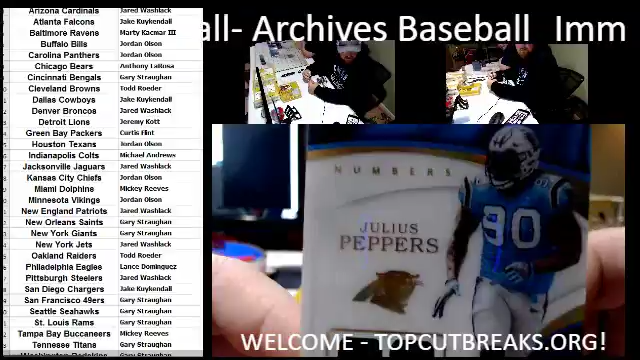 all- Archives Baseball Imm
Arizona Cardinals Jared Washlack
Atlanta Falcons Jake Kuykendall
Baltimore Ravens Marty Kacmar III
Buffalo Bills Jordan Olson
Carolina Panthers Jordan Olson
Chicago Bears Anthony LaRosa
Cincinnati Bengals Gary Straughan
Cleveland Browns Todd Roeder
Dallas Cowboys Jake Kuykendall
Denver Broncos Jared Washlack
Detroit Lions Jeremy Kott
Green Bay Packers Curtis Flint
Houston Texans Jordan Olson
Indianapolis Colts Michael Andrews
Jacksonville Jaguars Jared Washlack
Kansas City Chiefs Jordan Olson
Miami Dolphins Mickey Reeves
Minnesota Vikings Jordan Olson
New England Patriots Jared Washlack
New Orleans Saints Gary Straughan
New York Giants Gary Straughan
New York Jets Jared Washlack
Oakland Raiders Todd Roeder
Philadelphia Eagles Lance Dominguez
Pittsburgh Steelers Jared Washlack
San Diego Chargers Jake Kuykendall
San Francisco 49ers Gary Straughan
Seattle Seahawks Gary Straughan
St. Louis Rams Gary Straughan
Tampa Bay Buccaneers Mickey Reeves
Tennesse Titans Gary Straughan
Washington Redskins Gary Straughan
NUMBERS
JULIUS
PEPPERS
90
WELCOME - TOPCUTBREAKS.ORG!